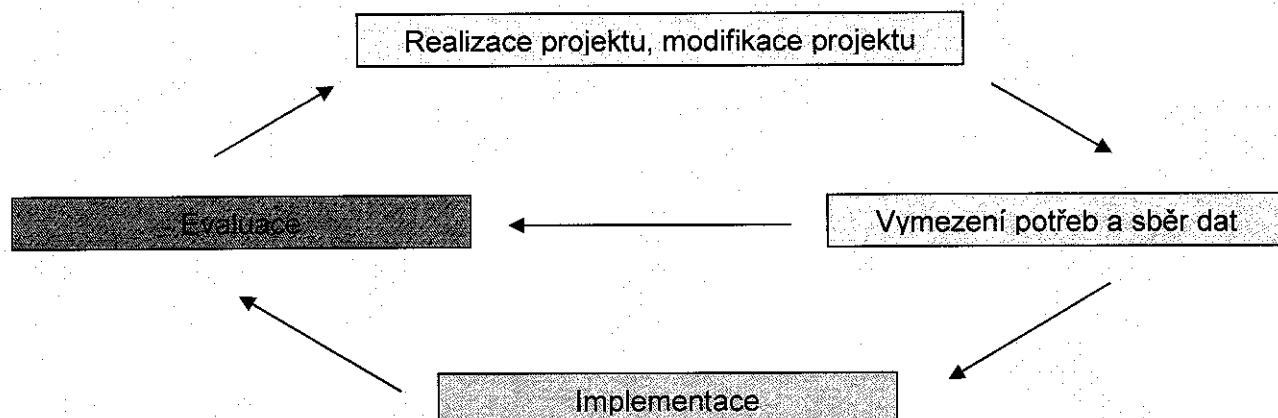 Realizace projektu, modifikace projektu
Evaluace
Vymezení potřeb a sběr dat
Implementace